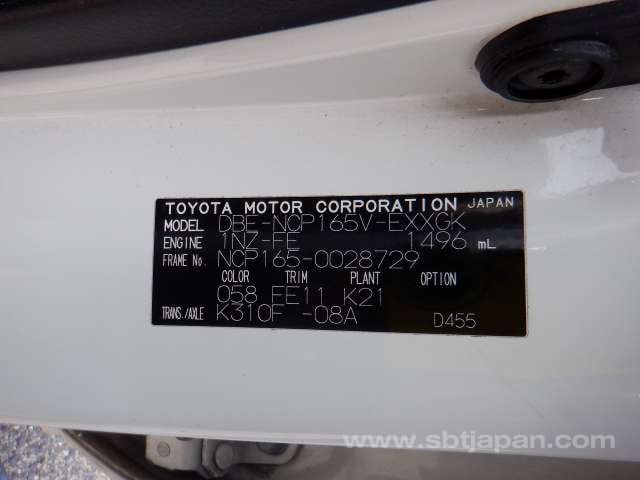 TOYOTA MOTOR CORPORATION JAPAN
MODEL DBE-NCP165V-EXXGK
ENGINE 1NZ-FE 1496 mL
FRAME No. NCP165-0028729
COLOR TRIM PLANT OPTION
058 FE11 K21
TRANS./AXLE K310F -08A D455
www.sbtjapan.com